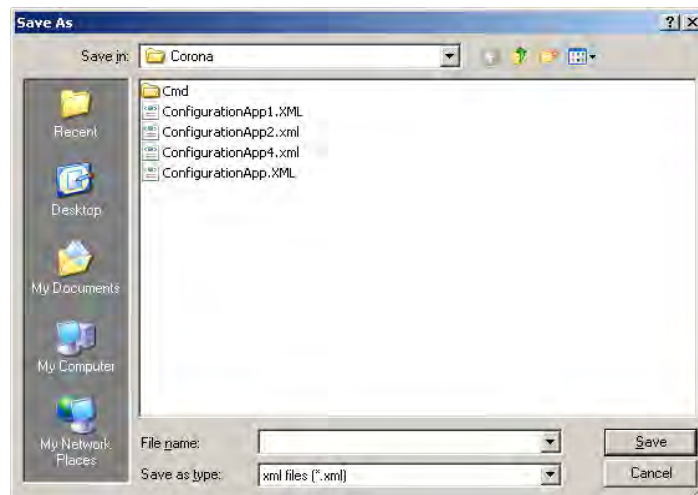 Save As
Save in:
Corona
Recent
Desktop
My Documents
My Computer
My Network
Places
Cmd
ConfigurationApp1.XML
ConfigurationApp2.xml
ConfigurationApp4.xml
ConfigurationApp.XML
File name:
Save
Save as type:
xml files (*.xml)
Cancel